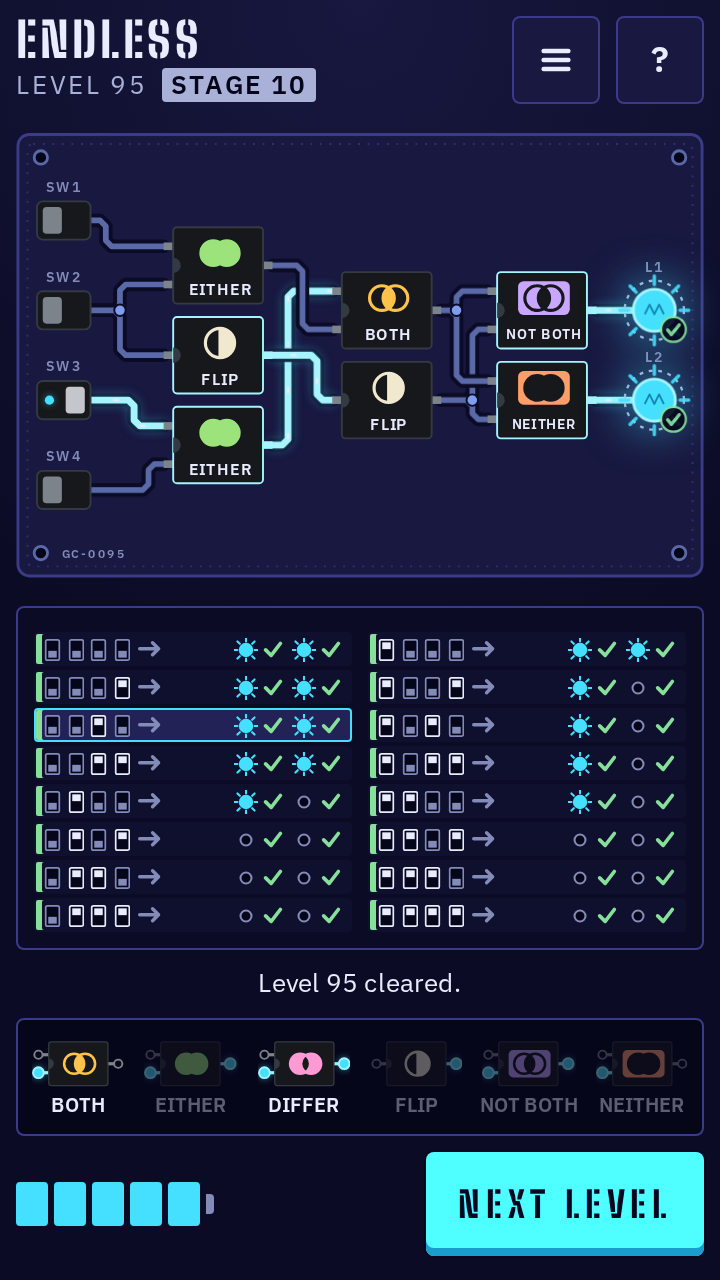 ENDLESS
LEVEL 95 STAGE 10
?
SW1
SW2
SW3
SW4
EITHER
FLIP
EITHER
BOTH
FLIP
NOT BOTH
NEITHER
L1
L2
GC-0095
Level 95 cleared.
BOTH EITHER DIFFER FLIP NOT BOTH NEITHER
NEXT LEVEL